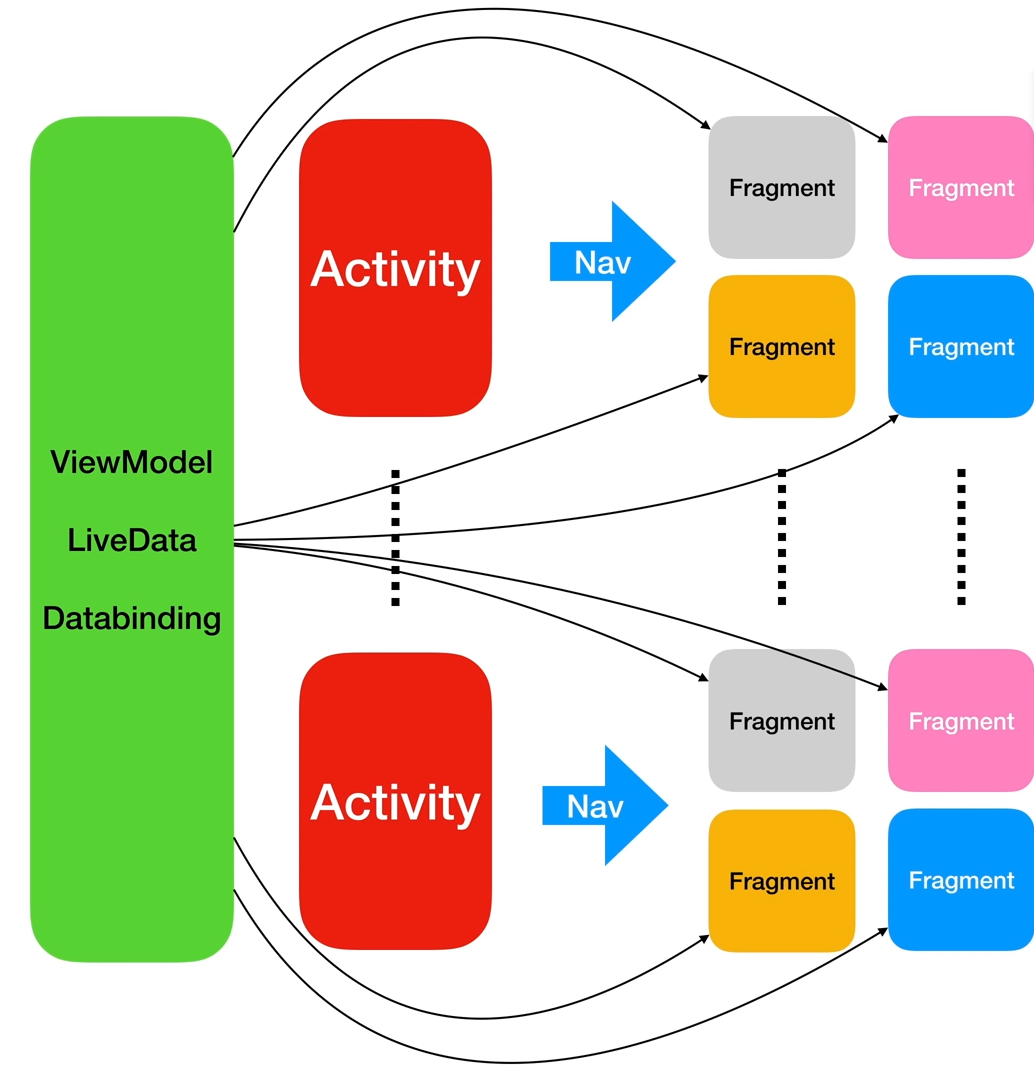 Fragment
Fragment
Activity
Nav
Fragment
Fragment
ViewModel
LiveData
Databinding
Fragment
Fragment
Activity
Nav
Fragment
Fragment